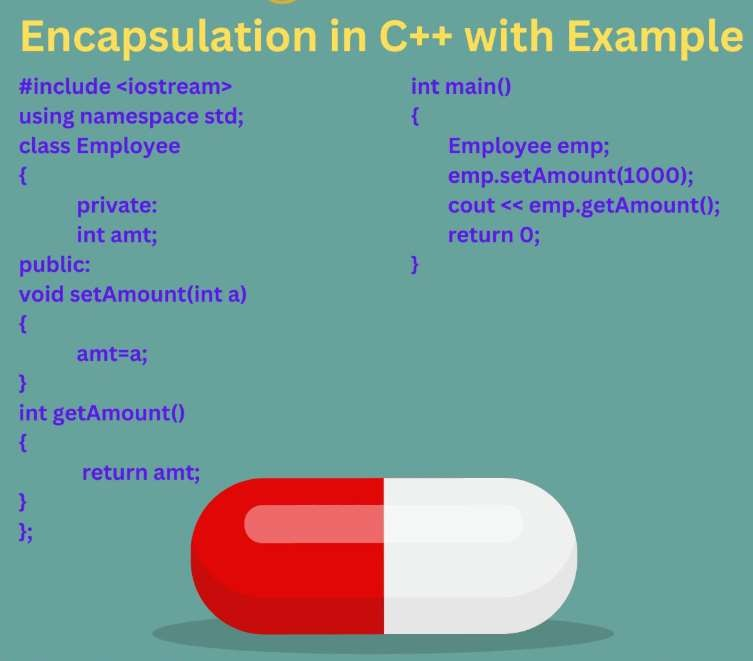 Encapsulation in C++ with Example
#include <iostream>
using namespace std;
class Employee
{
private:
int amt;
public:
void setAmount(int a)
{
amt=a;
}
int getAmount()
{
return amt;
}
};
int main()
{
Employee emp;
emp.setAmount(1000);
cout << emp.getAmount();
return 0;
}